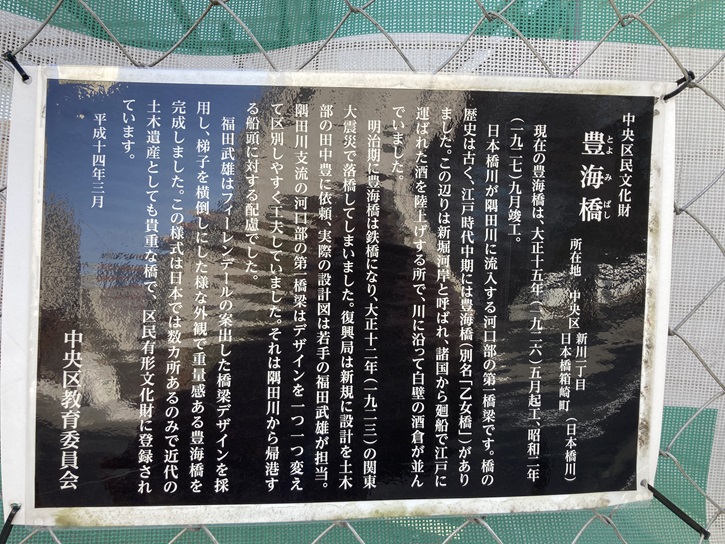 中央区民文化財
豊海橋
とよみばし
所在地 中央区 新川一丁目
日本橋箱崎町 (日本橋川)
現在の豊海橋は、大正十五年(一九二六)五月起工、昭和二年
(一九二七)九月竣工。
日本橋川が隅田川に流入する河口部の第一橋梁です。橋の
歴史は古く、江戸時代中期には豊海橋(別名「乙女橋」)があり
ました。この辺りは新堀河岸と呼ばれ、諸国から廻船で江戸に
運ばれた酒を陸上げする所で、川に沿って白壁の酒倉が並ん
でいました。
明治期に豊海橋は鉄橋になり、大正十二年(一九二三)の関東
大震災で落橋してしまいました。復興局は新規に設計を土木
部の田中豊に依頼、実際の設計図は若手の福田武雄が担当。
隅田川支流の河口部の第一橋梁はデザインを一つ一つ変え
て区別しやすく工夫していました。それは隅田川から帰港す
る船頭に対する配慮でした。
福田武雄はフィーレンデールの案出した橋梁デザインを採
用し、梯子を横倒しにした様な外観で重量感ある豊海橋を
完成しました。この様式は日本では数カ所あるのみで近代の
土木遺産としても貴重な橋で、区民有形文化財に登録され
ています。
平成十四年三月
中央区教育委員会